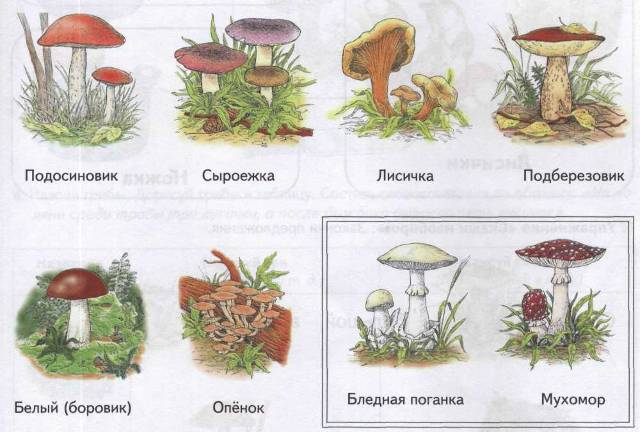 Подосиновик Сыроежка Лисичка Подберезовик
Белый (боровик) Опёнок Бледная поганка Мухомор